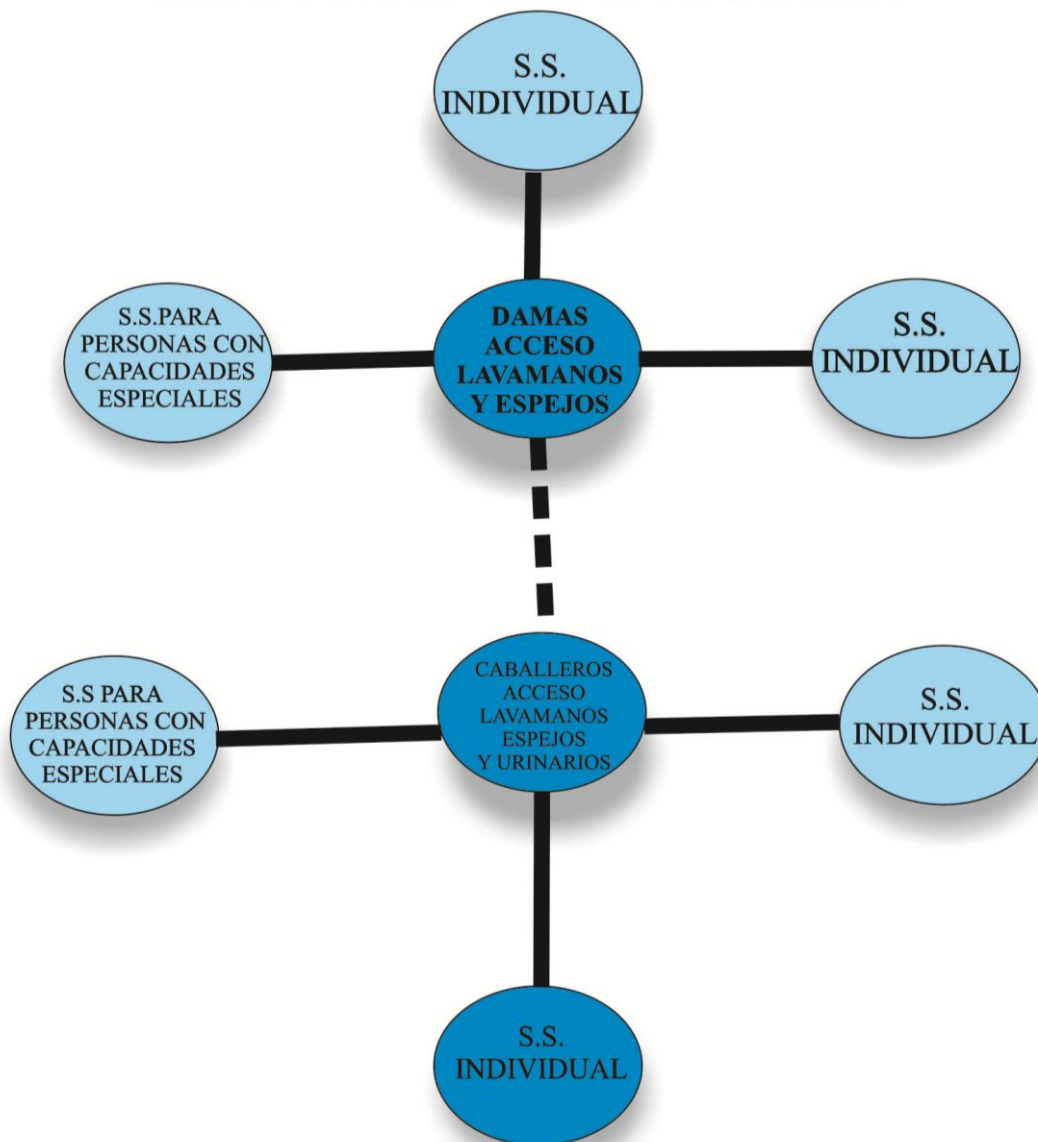 S.S.
INDIVIDUAL
S.S.PARA
PERSONAS CON
CAPACIDADES
ESPECIALES
DAMAS
ACCESO
LAVAMANOS
Y ESPEJOS
S.S.
INDIVIDUAL
S.S PARA
PERSONAS CON
CAPACIDADES
ESPECIALES
CABALLEROS
ACCESO
LAVAMANOS
ESPEJOS
Y URINARIOS
S.S.
INDIVIDUAL
S.S.
INDIVIDUAL